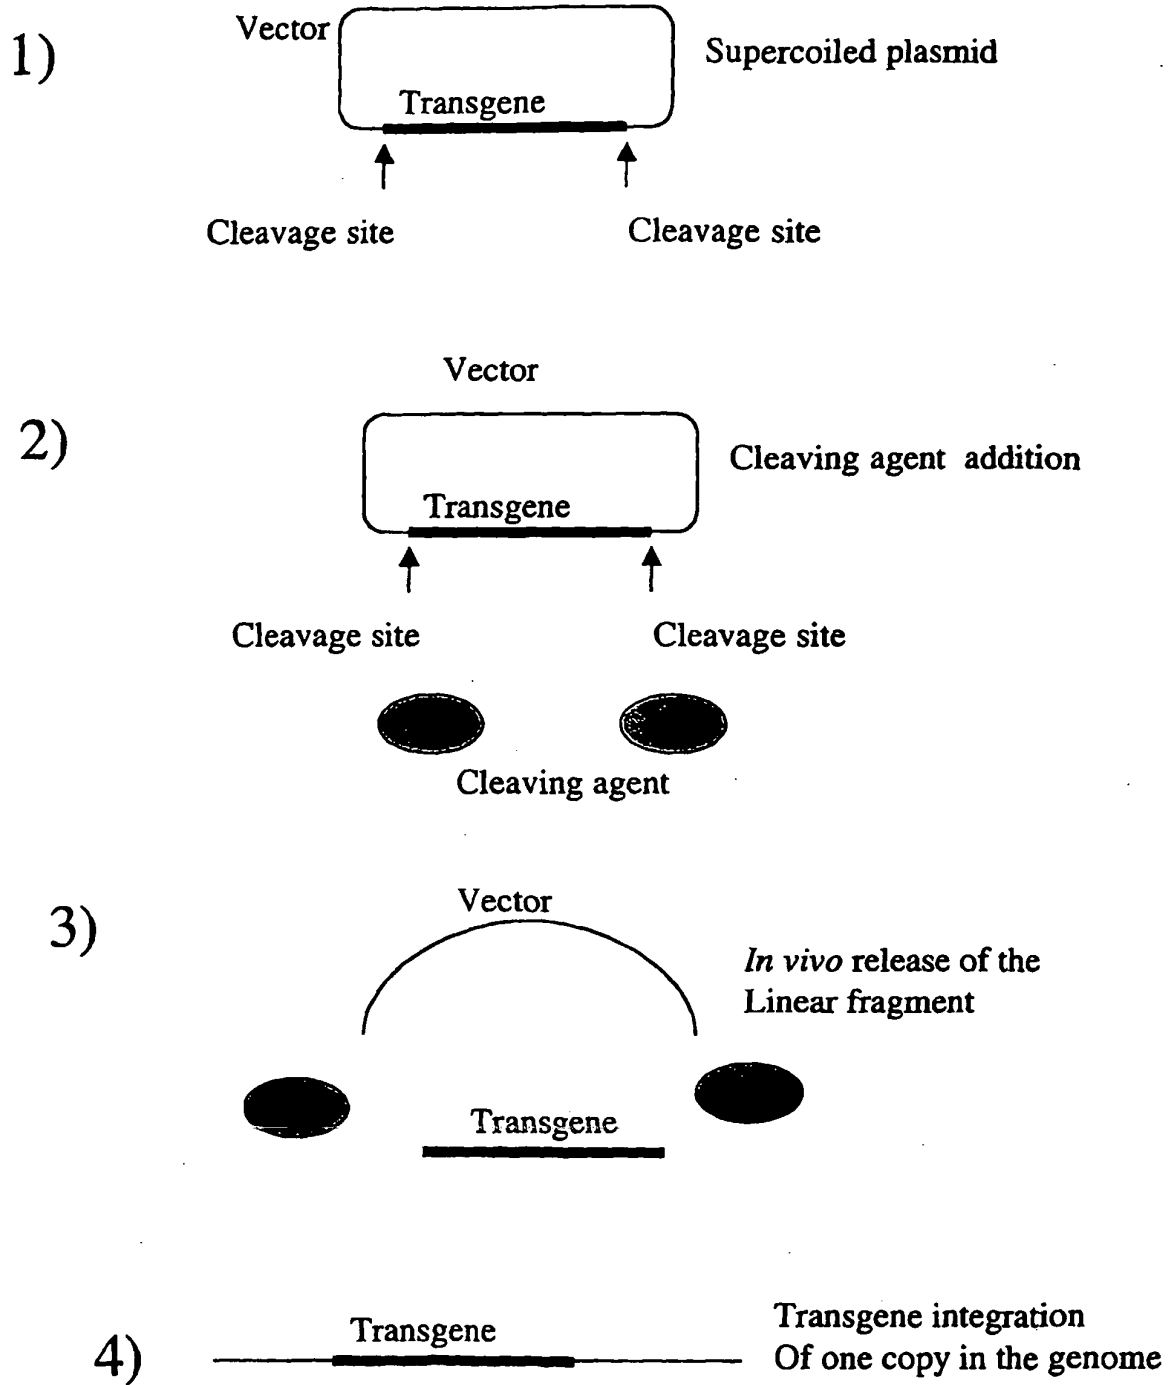 1)
Vector
Supercoiled plasmid
Transgene
Cleavage site
Cleavage site
2)
Vector
Cleaving agent addition
Transgene
Cleavage site
Cleavage site
Cleaving agent
3)
Vector
In vivo release of the
Linear fragment
Transgene
4)
Transgene
Transgene integration
Of one copy in the genome